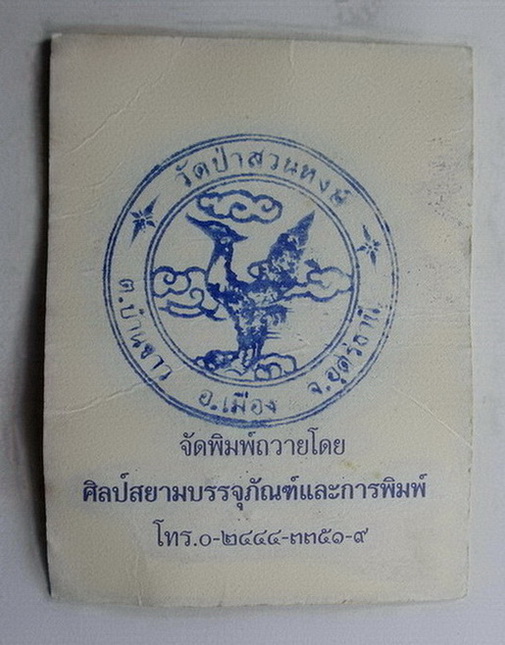 วัดป่าสวนหงษ์
ต.บ้านขาว อ.เมือง จ.อุดรธานี.
จัดพิมพ์ถวายโดย
ศิลป์สยามบรรจุภัณฑ์และการพิมพ์
โทร.๐-๒๔๔๔-๓๓๕๑-๙